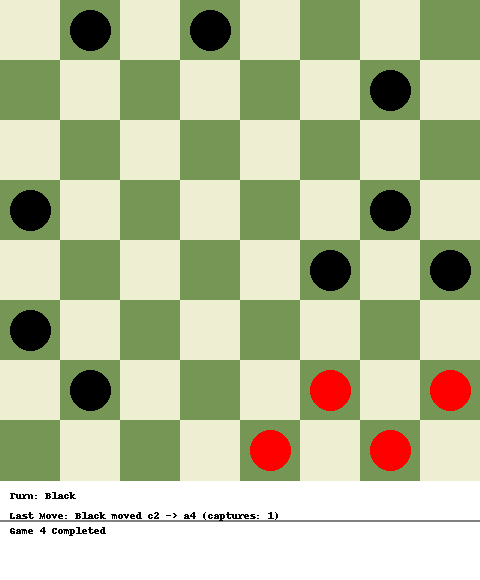 Turn: Black
Last Move: Black moved c2 -> a4 (captures: 1)
Game 4 Completed